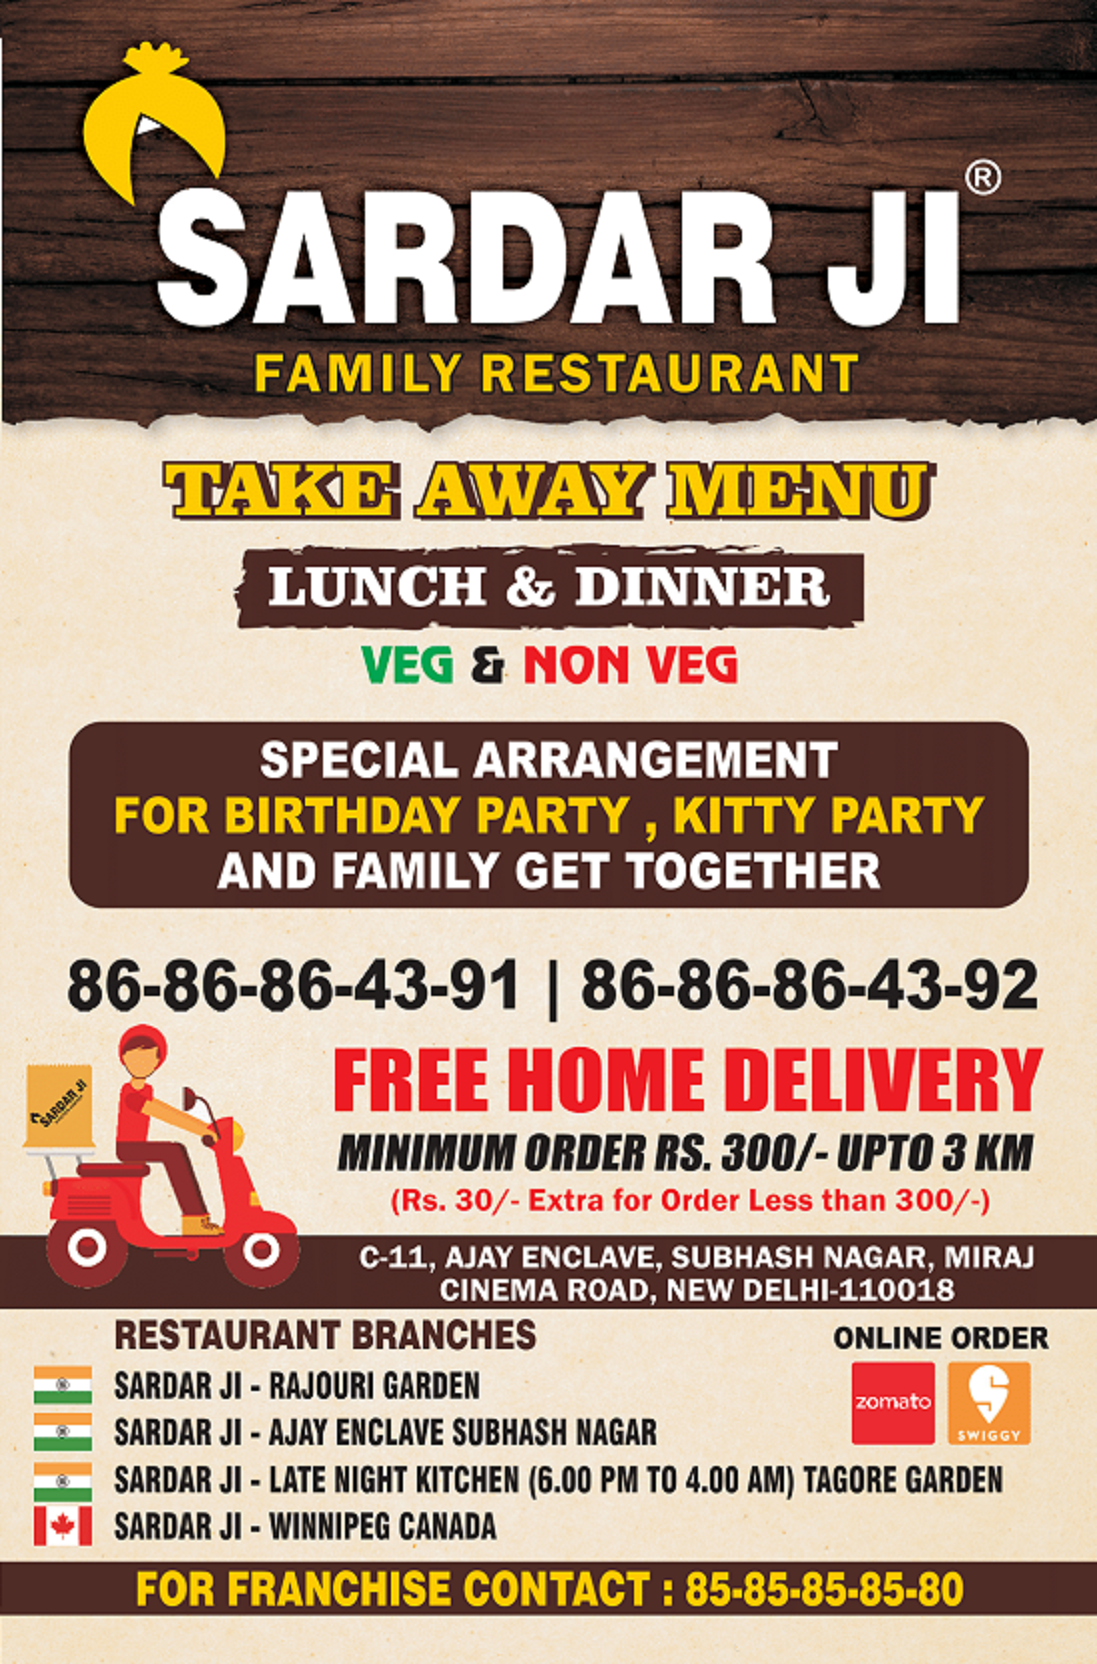 SARDAR JI®
FAMILY RESTAURANT
TAKE AWAY MENU
LUNCH & DINNER
VEG & NON VEG
SPECIAL ARRANGEMENT
FOR BIRTHDAY PARTY , KITTY PARTY
AND FAMILY GET TOGETHER
86-86-86-43-91 | 86-86-86-43-92
SARDAR JI
FREE HOME DELIVERY
MINIMUM ORDER RS. 300/- UPTO 3 KM
(Rs. 30/- Extra for Order Less than 300/-)
C-11, AJAY ENCLAVE, SUBHASH NAGAR, MIRAJ
CINEMA ROAD, NEW DELHI-110018
RESTAURANT BRANCHES
SARDAR JI - RAJOURI GARDEN
SARDAR JI - AJAY ENCLAVE SUBHASH NAGAR
SARDAR JI - LATE NIGHT KITCHEN (6.00 PM TO 4.00 AM) TAGORE GARDEN
SARDAR JI - WINNIPEG CANADA
ONLINE ORDER
zomato
SWIGGY
FOR FRANCHISE CONTACT : 85-85-85-85-80